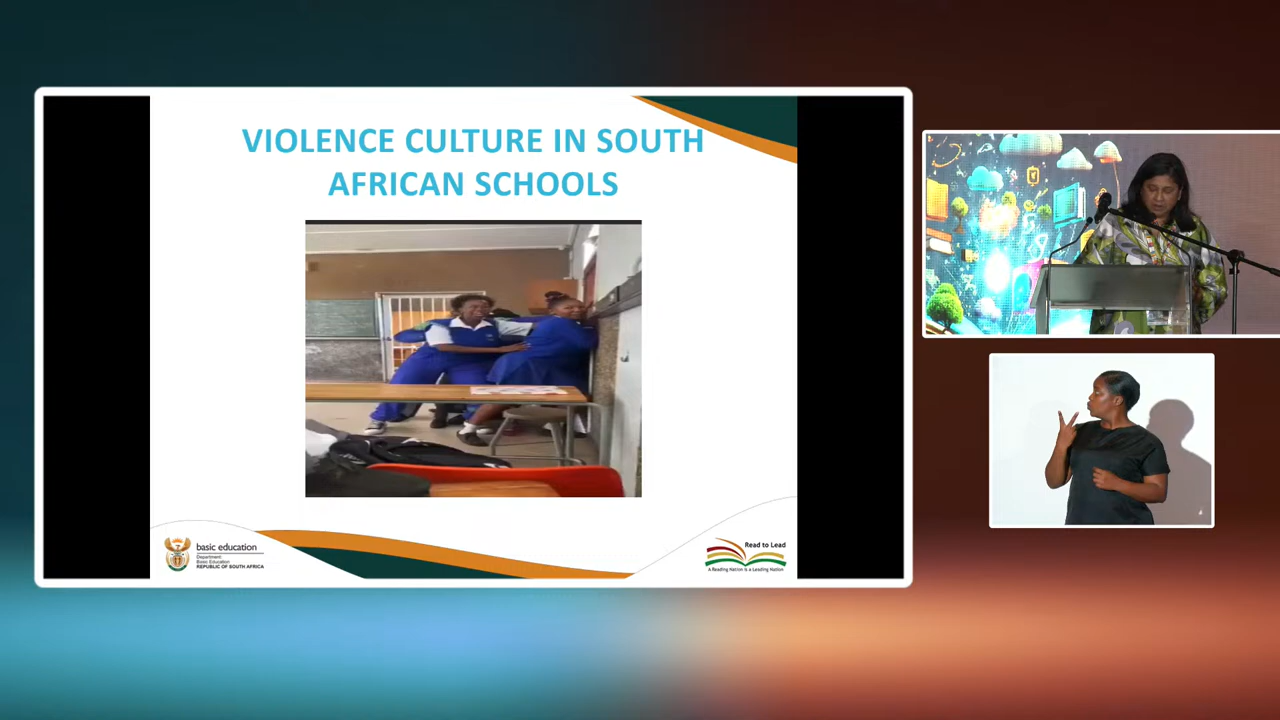 VIOLENCE CULTURE IN SOUTH
AFRICAN SCHOOLS
basic education
Department:
Basic Education
REPUBLIC OF SOUTH AFRICA
Read to Lead
A Reading Nation is a Leading Nation